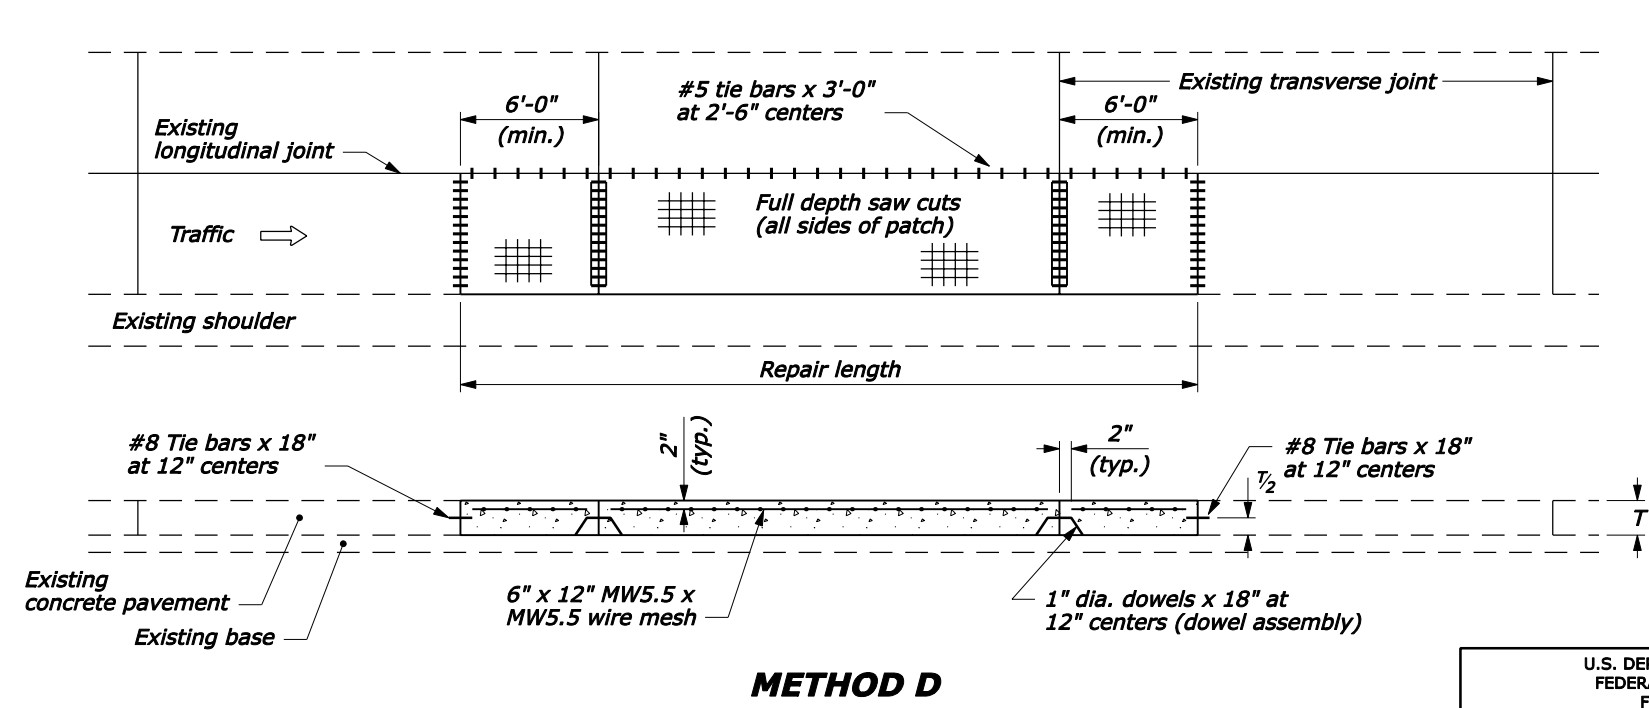 #5 tie bars x 3'-0"
at 2'-6" centers
Existing transverse joint
6'-0"
(min.)
6'-0"
(min.)
Existing
longitudinal joint
Full depth saw cuts
(all sides of patch)
Traffic
Existing shoulder
Repair length
#8 Tie bars x 18"
at 12" centers
2"
(typ.)
2"
(typ.)
#8 Tie bars x 18"
at 12" centers
T/2
T
Existing
concrete pavement
Existing base
6" x 12" MW5.5 x
MW5.5 wire mesh
1" dia. dowels x 18" at
12" centers (dowel assembly)
METHOD D
U.S. DE
FEDER
F